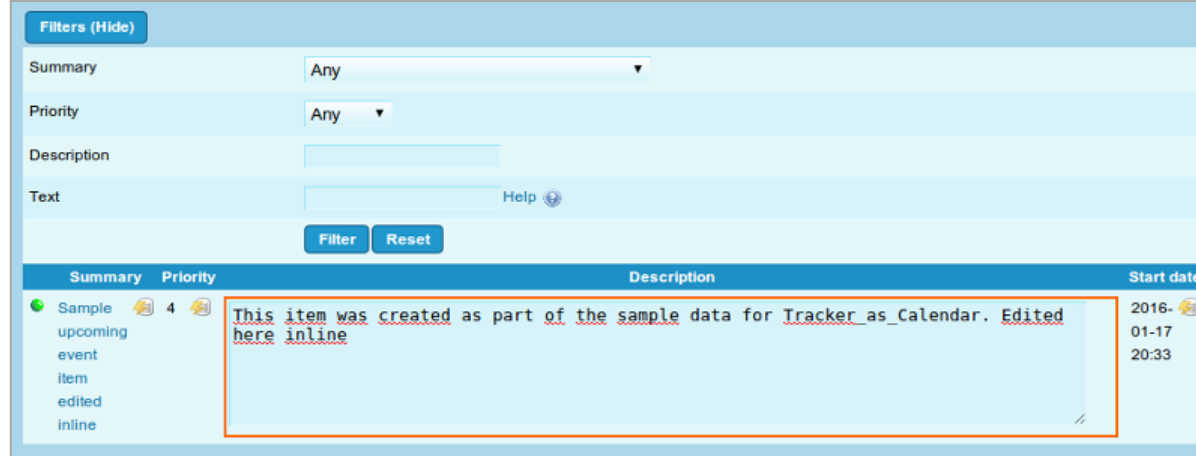 Filters (Hide)
Summary Any
Priority Any
Description
Text Help
Filter Reset
Summary Priority Description Start date
Sample 4 This item was created as part of the sample data for Tracker_as_Calendar. Edited 2016-
upcoming here inline 01-17
event 20:33
item
edited
inline